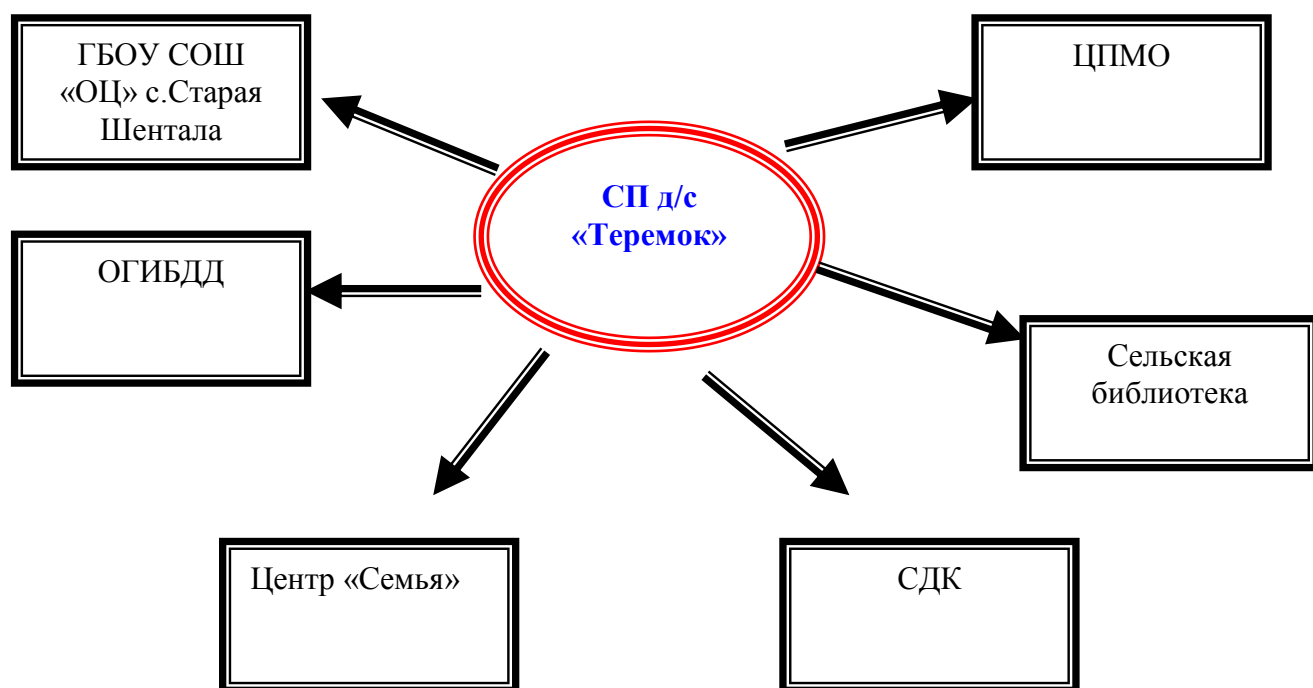 ГБОУ СОШ
«ОЦ» с.Старая
Шентала
ЦПМО
СП д/с
«Теремок»
ОГИБДД
Сельская
библиотека
Центр «Семья»
СДК